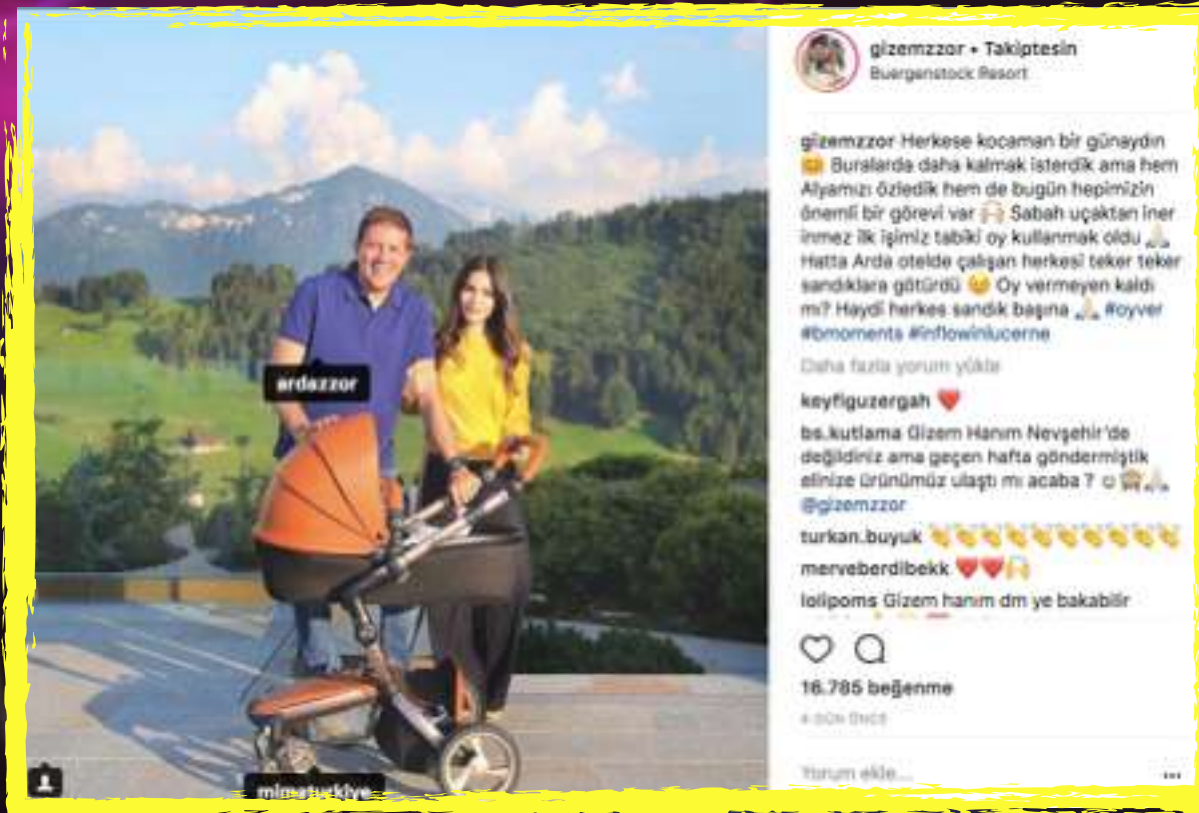 gizemzzor • Takiptesin
Buergenstock Resort
gizemzzor Herkese kocaman bir günaydın
😊 Buralarda daha kalmak isterdik ama hem
Alyamızı özledik hem de bugün hepimizin
önemli bir görevi var 🙌🏻 Sabah uçaktan iner
inmez ilk işimiz tabiki oy kullanmak oldu 🙏🏻
Hatta Arda otelde çalışan herkesi teker teker
sandıklara götürdü 😉 Oy vermeyen kaldı
mı? Haydi herkes sandık başına 🙏🏻 #oyver
#bmoments #inflowinlucerne
Daha fazla yorum yükle
keyfiguzergah ❤️
bs.kutlama Gizem Hanım Nevşehir'de
değildiniz ama geçen hafta göndermiştik
elinize ürünümüz ulaştı mı acaba ?
@gizemzzor
turkan.buyuk 👏👏👏👏👏👏👏👏👏👏
merveberdibekk ❤️❤️🙌🏻
lolipoms Gizem hanım dm ye bakabilir
16.785 beğenme
4 GÜN ÖNCE
Yorum ekle...
ardazzor
mimaturkiye